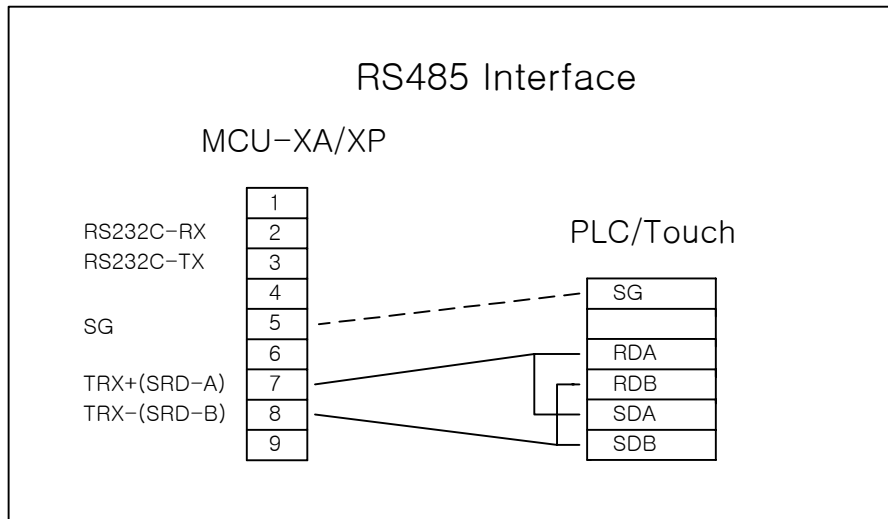 RS485 Interface
MCU-XA/XP
1
RS232C-RX 2
RS232C-TX 3
4
SG 5
6
TRX+(SRD-A) 7
TRX-(SRD-B) 8
9
PLC/Touch
SG
RDA
RDB
SDA
SDB